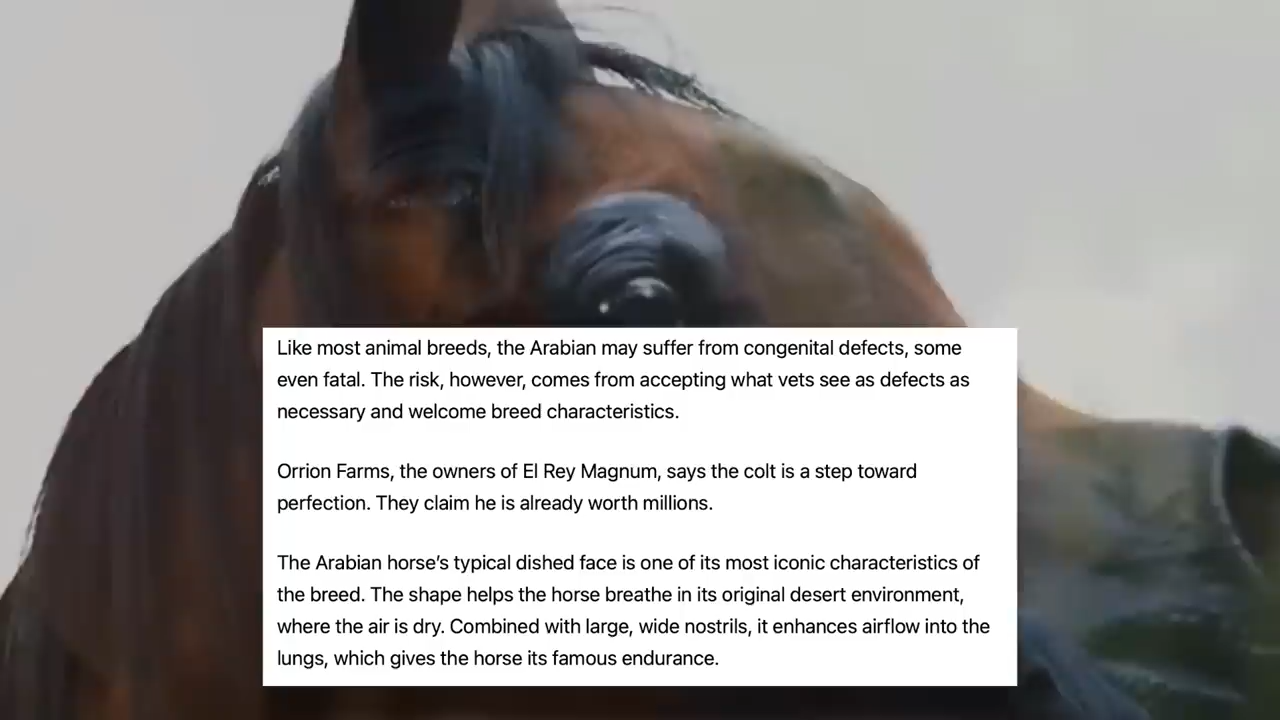 Like most animal breeds, the Arabian may suffer from congenital defects, some
even fatal. The risk, however, comes from accepting what vets see as defects as
necessary and welcome breed characteristics.
Orrion Farms, the owners of El Rey Magnum, says the colt is a step toward
perfection. They claim he is already worth millions.
The Arabian horse’s typical dished face is one of its most iconic characteristics of
the breed. The shape helps the horse breathe in its original desert environment,
where the air is dry. Combined with large, wide nostrils, it enhances airflow into the
lungs, which gives the horse its famous endurance.